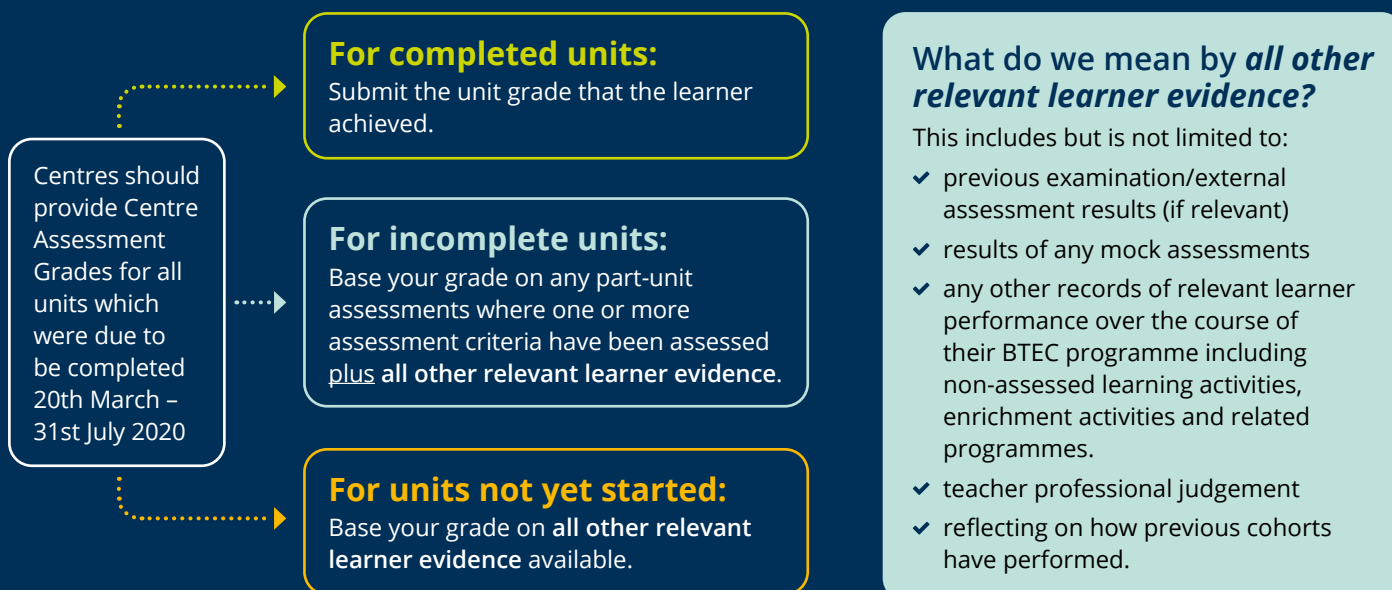 Centres should
provide Centre
Assessment
Grades for all
units which
were due to
be completed
20th March –
31st July 2020
For completed units:
Submit the unit grade that the learner
achieved.
For incomplete units:
Base your grade on any part-unit
assessments where one or more
assessment criteria have been assessed
plus all other relevant learner evidence.
For units not yet started:
Base your grade on all other relevant
learner evidence available.
What do we mean by all other
relevant learner evidence?
This includes but is not limited to:
✓ previous examination/external
assessment results (if relevant)
✓ results of any mock assessments
✓ any other records of relevant learner
performance over the course of
their BTEC programme including
non-assessed learning activities,
enrichment activities and related
programmes.
✓ teacher professional judgement
✓ reflecting on how previous cohorts
have performed.